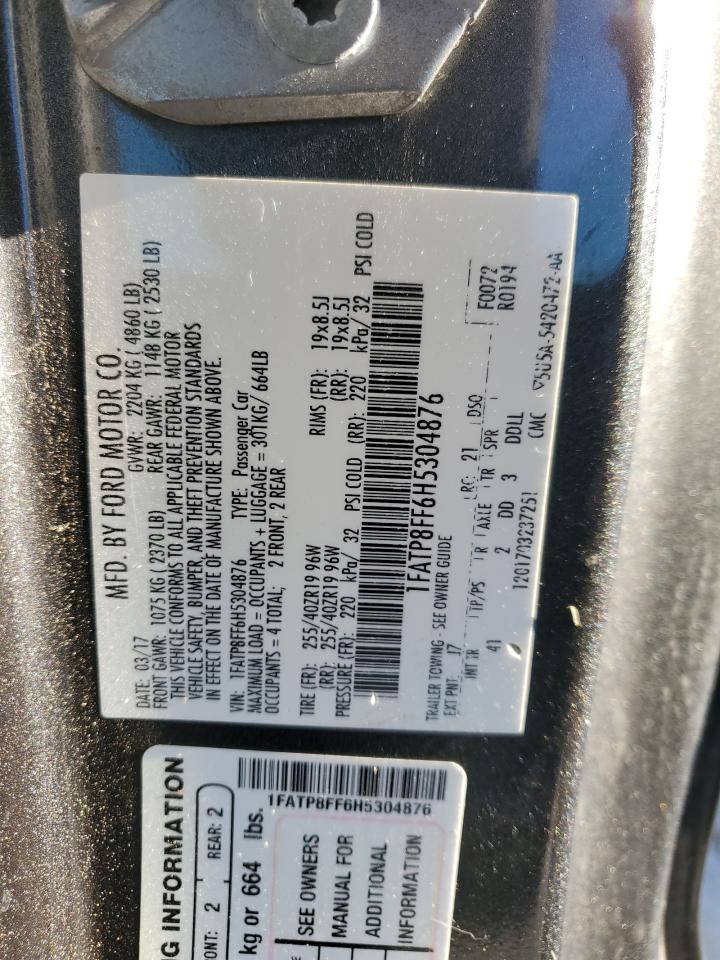 MFD. BY FORD MOTOR CO.
DATE: 03/17 GVWR: 2204 KG ( 4860 LB)
FRONT GAWR: 1075 KG ( 2370 LB) REAR GAWR: 1148 KG ( 2530 LB)
THIS VEHICLE CONFORMS TO ALL APPLICABLE FEDERAL MOTOR
VEHICLE SAFETY, BUMPER, AND THEFT PREVENTION STANDARDS
IN EFFECT ON THE DATE OF MANUFACTURE SHOWN ABOVE.
VIN: 1FATP8FF6H5304876 TYPE: Passenger Car
MAXIMUM LOAD = OCCUPANTS + LUGGAGE = 301KG/ 664LB
OCCUPANTS = 4 TOTAL; 2 FRONT, 2 REAR
TIRE (FR): 255/40ZR19 96W RIMS (FR): 19x8.5J
(RR): 255/40ZR19 96W (RR): 19x8.5J
PRESSURE (FR): 220 kPa/ 32 PSI COLD (RR): 220 kPa/ 32 PSI COLD
1FATP8FF6H5304876
TRAILER TOWING - SEE OWNER GUIDE
EXT PNT: J7 RC: 21 DSO F0072
INT TR TP/PS R AXLE TR SPR R0194
41 2 DD 3 DDLL
1201703237251 CMC ▽5U5A-5420472-AA
1FATP8FF6H5304876
G INFORMATION
ONT: 2 REAR: 2
kg or 664 lbs.
SEE OWNERS
MANUAL FOR
ADDITIONAL
INFORMATION